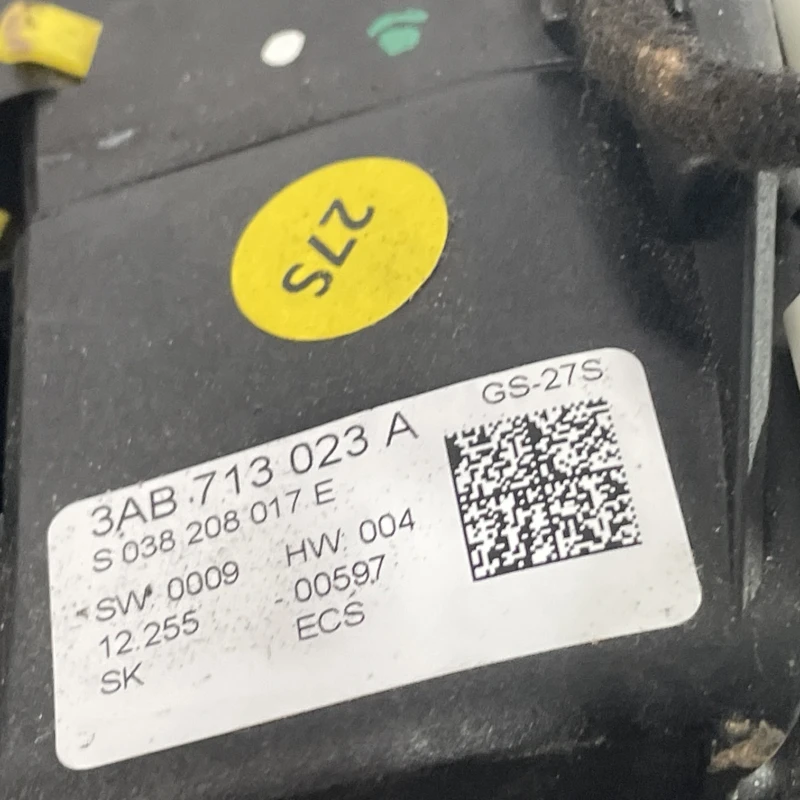 27S
GS-27S
3AB 713 023 A
S 038 208 017 E
SW: 0009 HW: 004
12.255 00597
SK ECS